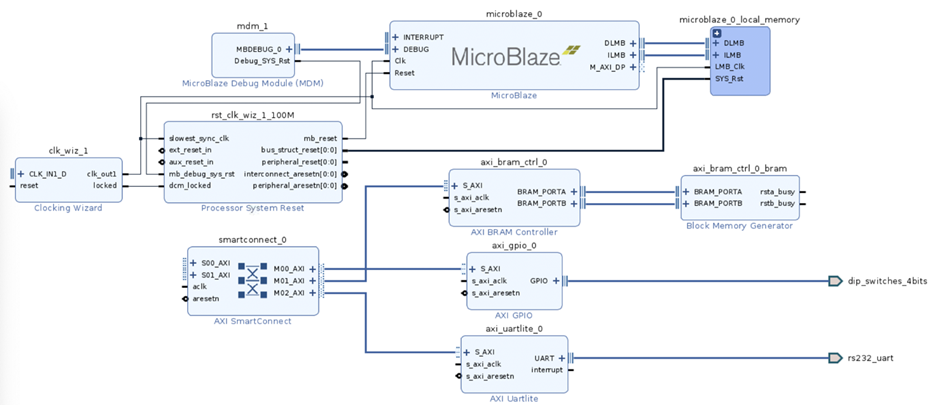 mdm_1
MBDEBUG_0
Debug_SYS_Rst
MicroBlaze Debug Module (MDM)
microblaze_0
INTERRUPT
DEBUG
Clk
Reset
MicroBlaze
DLMB
ILMB
M_AXI_DP
MicroBlaze
microblaze_0_local_memory
DLMB
ILMB
LMB_Clk
SYS_Rst
rst_clk_wiz_1_100M
slowest_sync_clk
ext_reset_in
aux_reset_in
mb_debug_sys_rst
dcm_locked
mb_reset
bus_struct_reset[0:0]
peripheral_reset[0:0]
interconnect_aresetn[0:0]
peripheral_aresetn[0:0]
Processor System Reset
clk_wiz_1
CLK_IN1_D
reset
clk_out1
locked
Clocking Wizard
axi_bram_ctrl_0
S_AXI
s_axi_aclk
s_axi_aresetn
BRAM_PORTA
BRAM_PORTB
AXI BRAM Controller
axi_bram_ctrl_0_bram
BRAM_PORTA
BRAM_PORTB
rsta_busy
rstb_busy
Block Memory Generator
smartconnect_0
S00_AXI
S01_AXI
aclk
aresetn
M00_AXI
M01_AXI
M02_AXI
AXI SmartConnect
axi_gpio_0
S_AXI
s_axi_aclk
s_axi_aresetn
GPIO
AXI GPIO
dip_switches_4bits
axi_uartlite_0
S_AXI
s_axi_aclk
s_axi_aresetn
UART
interrupt
AXI Uartlite
rs232_uart